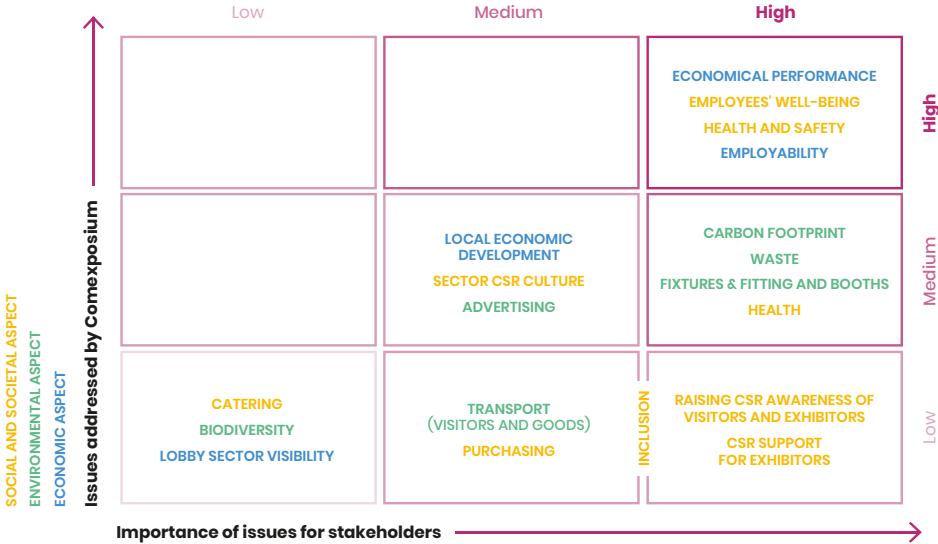 Low
Medium
High
ECONOMICAL PERFORMANCE
EMPLOYEES' WELL-BEING
HEALTH AND SAFETY
EMPLOYABILITY
High
LOCAL ECONOMIC
DEVELOPMENT
SECTOR CSR CULTURE
ADVERTISING
CARBON FOOTPRINT
WASTE
FIXTURES & FITTING AND BOOTHS
HEALTH
Medium
CATERING
BIODIVERSITY
LOBBY SECTOR VISIBILITY
TRANSPORT
(VISITORS AND GOODS)
PURCHASING
INCLUSION
RAISING CSR AWARENESS OF
VISITORS AND EXHIBITORS
CSR SUPPORT
FOR EXHIBITORS
Low
SOCIAL AND SOCIETAL ASPECT
ENVIRONMENTAL ASPECT
ECONOMIC ASPECT
Issues addressed by Comexposium
Importance of issues for stakeholders